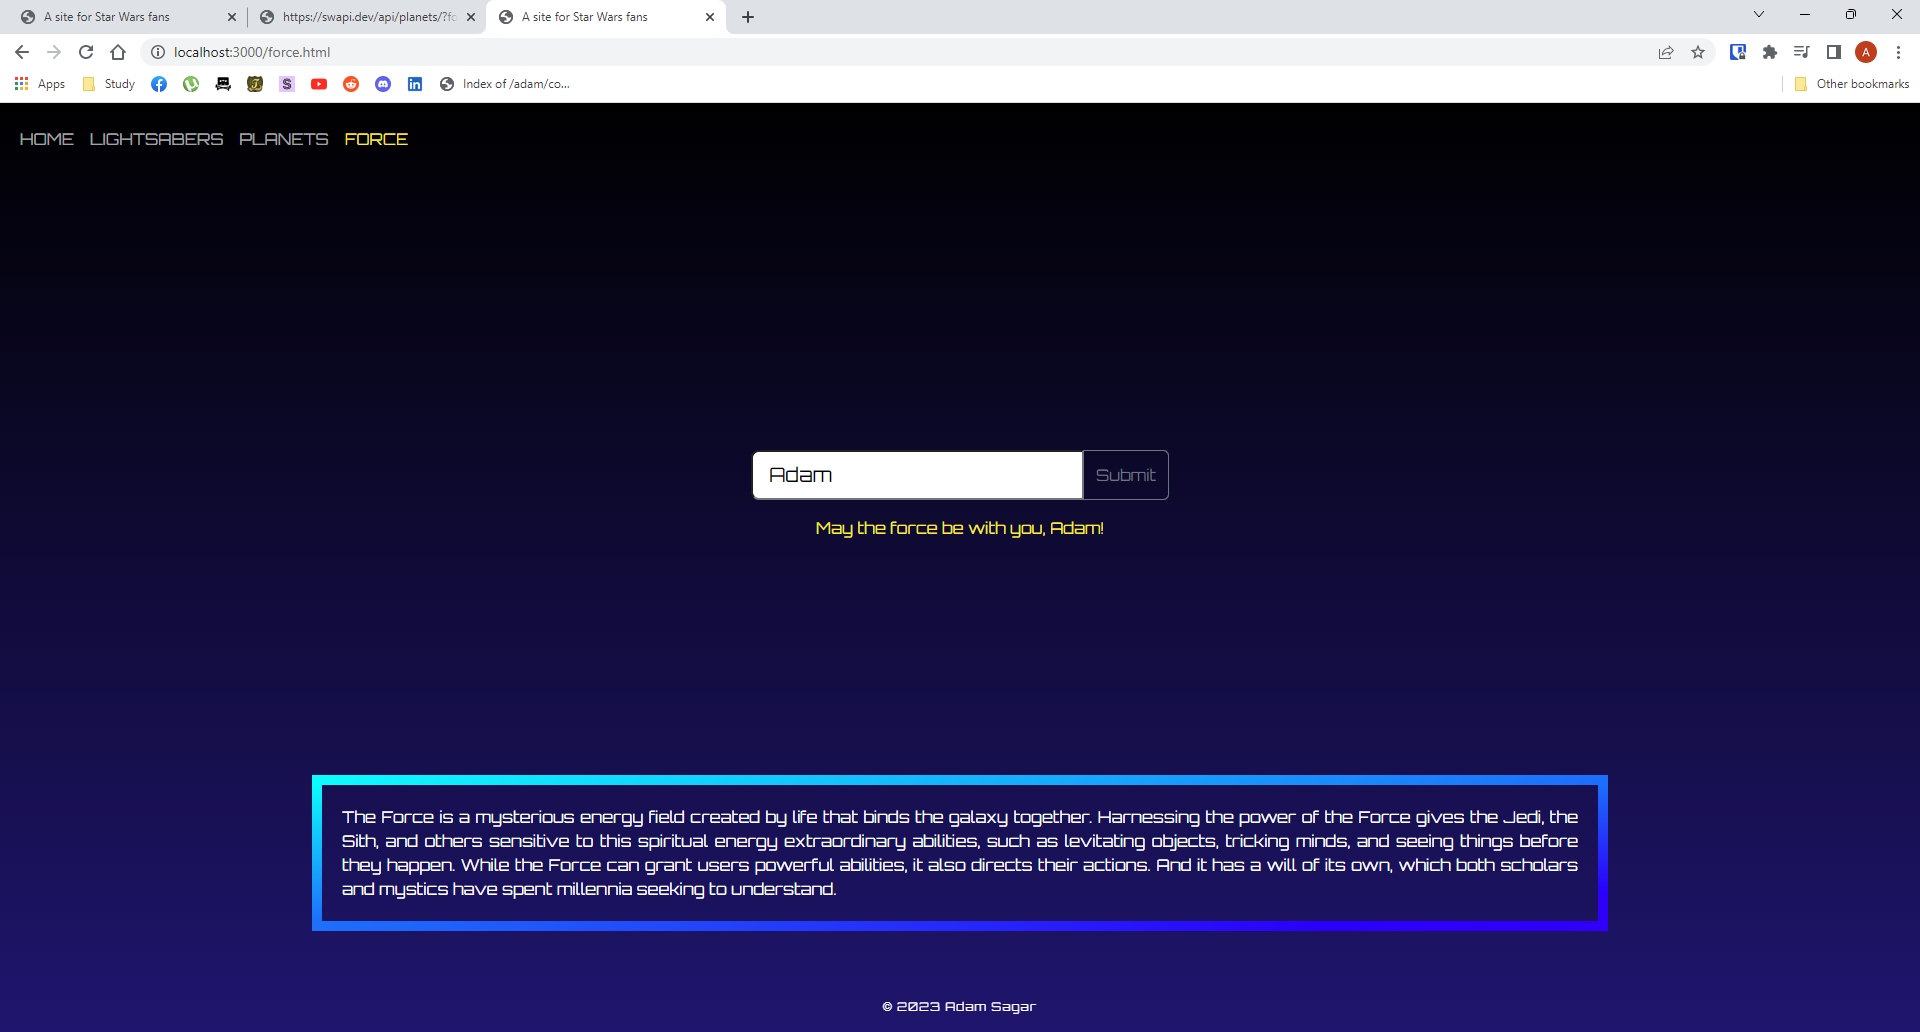 A site for Star Wars fans
https://swapi.dev/api/planets/?fo
A site for Star Wars fans
localhost:3000/force.html
A
Apps
Study
S
in
Index of /adam/co...
Other bookmarks
HOME LIGHTSABERS PLANETS FORCE
Adam
Submit
May the force be with you, Adam!
The Force is a mysterious energy field created by life that binds the galaxy together. Harnessing the power of the Force gives the Jedi, the
Sith, and others sensitive to this spiritual energy extraordinary abilities, such as levitating objects, tricking minds, and seeing things before
they happen. While the Force can grant users powerful abilities, it also directs their actions. And it has a will of its own, which both scholars
and mystics have spent millennia seeking to understand.
© 2023 Adam Sagar